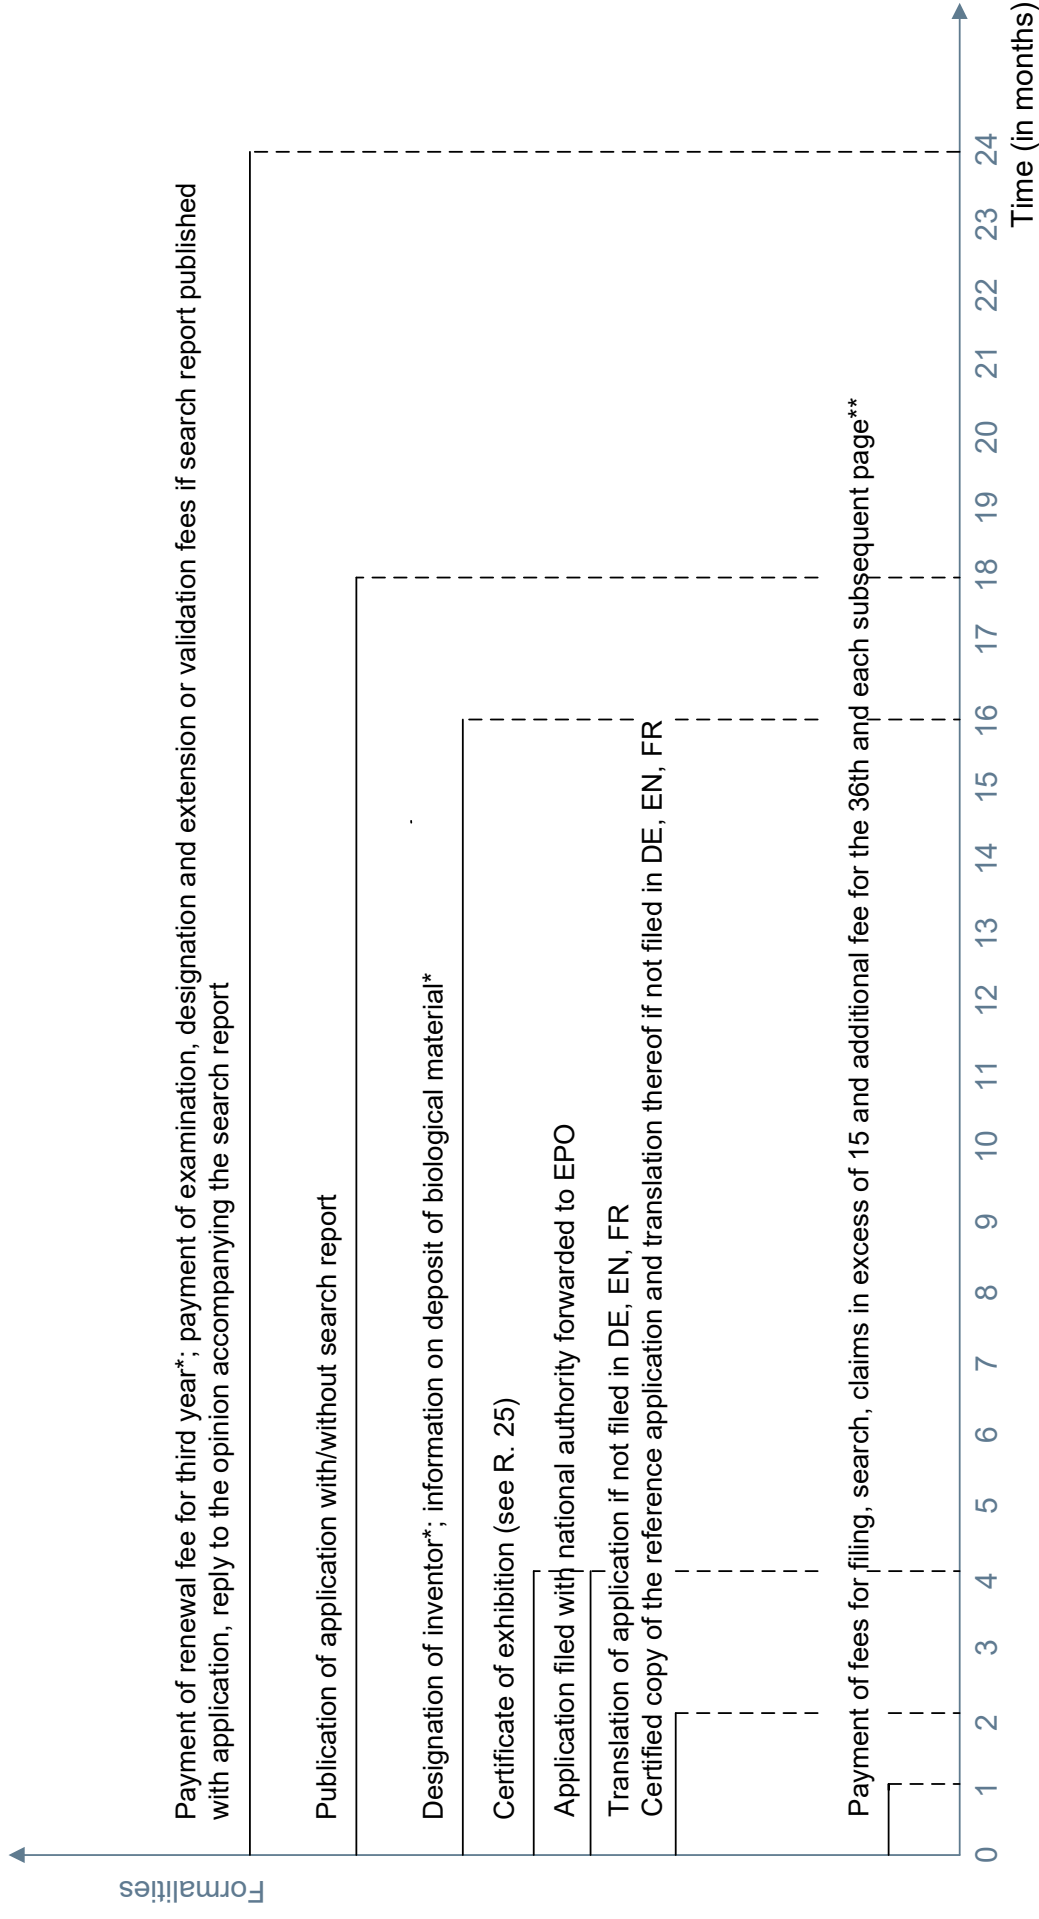 Formalities
Payment of renewal fee for third year*; payment of examination, designation and extension or validation fees if search report published
with application, reply to the opinion accompanying the search report
Publication of application with/without search report
Designation of inventor*; information on deposit of biological material*
Certificate of exhibition (see R. 25)
Application filed with national authority forwarded to EPO
Translation of application if not filed in DE, EN, FR
Certified copy of the reference application and translation thereof if not filed in DE, EN, FR
Payment of fees for filing, search, claims in excess of 15 and additional fee for the 36th and each subsequent page**
0 1 2 3 4 5 6 7 8 9 10 11 12 13 14 15 16 17 18 19 20 21 22 23 24
Time (in months)